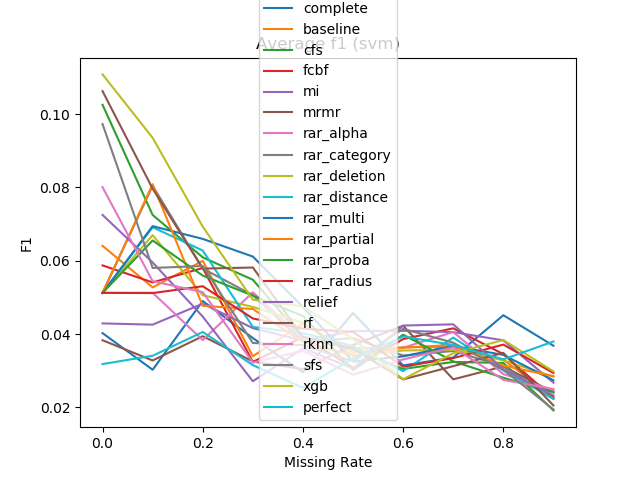 Average f1 (svm)
complete
baseline
cfs
fcbf
mi
mrmr
rar_alpha
rar_category
rar_deletion
rar_distance
rar_multi
rar_partial
rar_proba
rar_radius
relief
rf
rknn
sfs
xgb
perfect
F1
0.10
0.08
0.06
0.04
0.02
0.0
0.2
0.4
0.6
0.8
Missing Rate